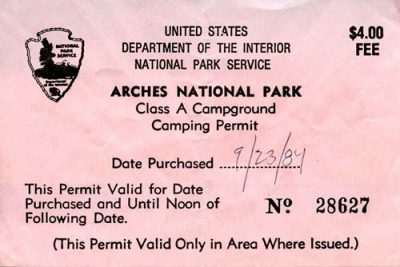 NATIONAL
PARK
SERVICE
UNITED STATES
DEPARTMENT OF THE INTERIOR
NATIONAL PARK SERVICE
$4.00
FEE
ARCHES NATIONAL PARK
Class A Campground
Camping Permit
Date Purchased ............ 9/23/84
This Permit Valid for Date
Purchased and Until Noon of
Following Date.
Nº 28627
(This Permit Valid Only in Area Where Issued.)